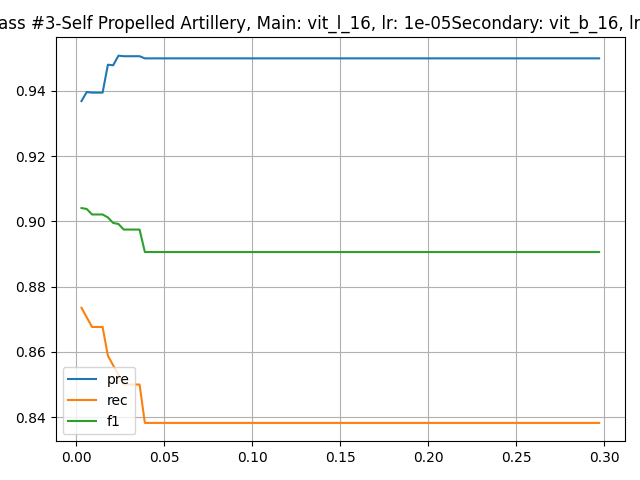 ass #3-Self Propelled Artillery, Main: vit_l_16, lr: 1e-05Secondary: vit_b_16, lr
0.94
0.92
0.90
0.88
0.86
0.84
pre
rec
f1
0.00 0.05 0.10 0.15 0.20 0.25 0.30